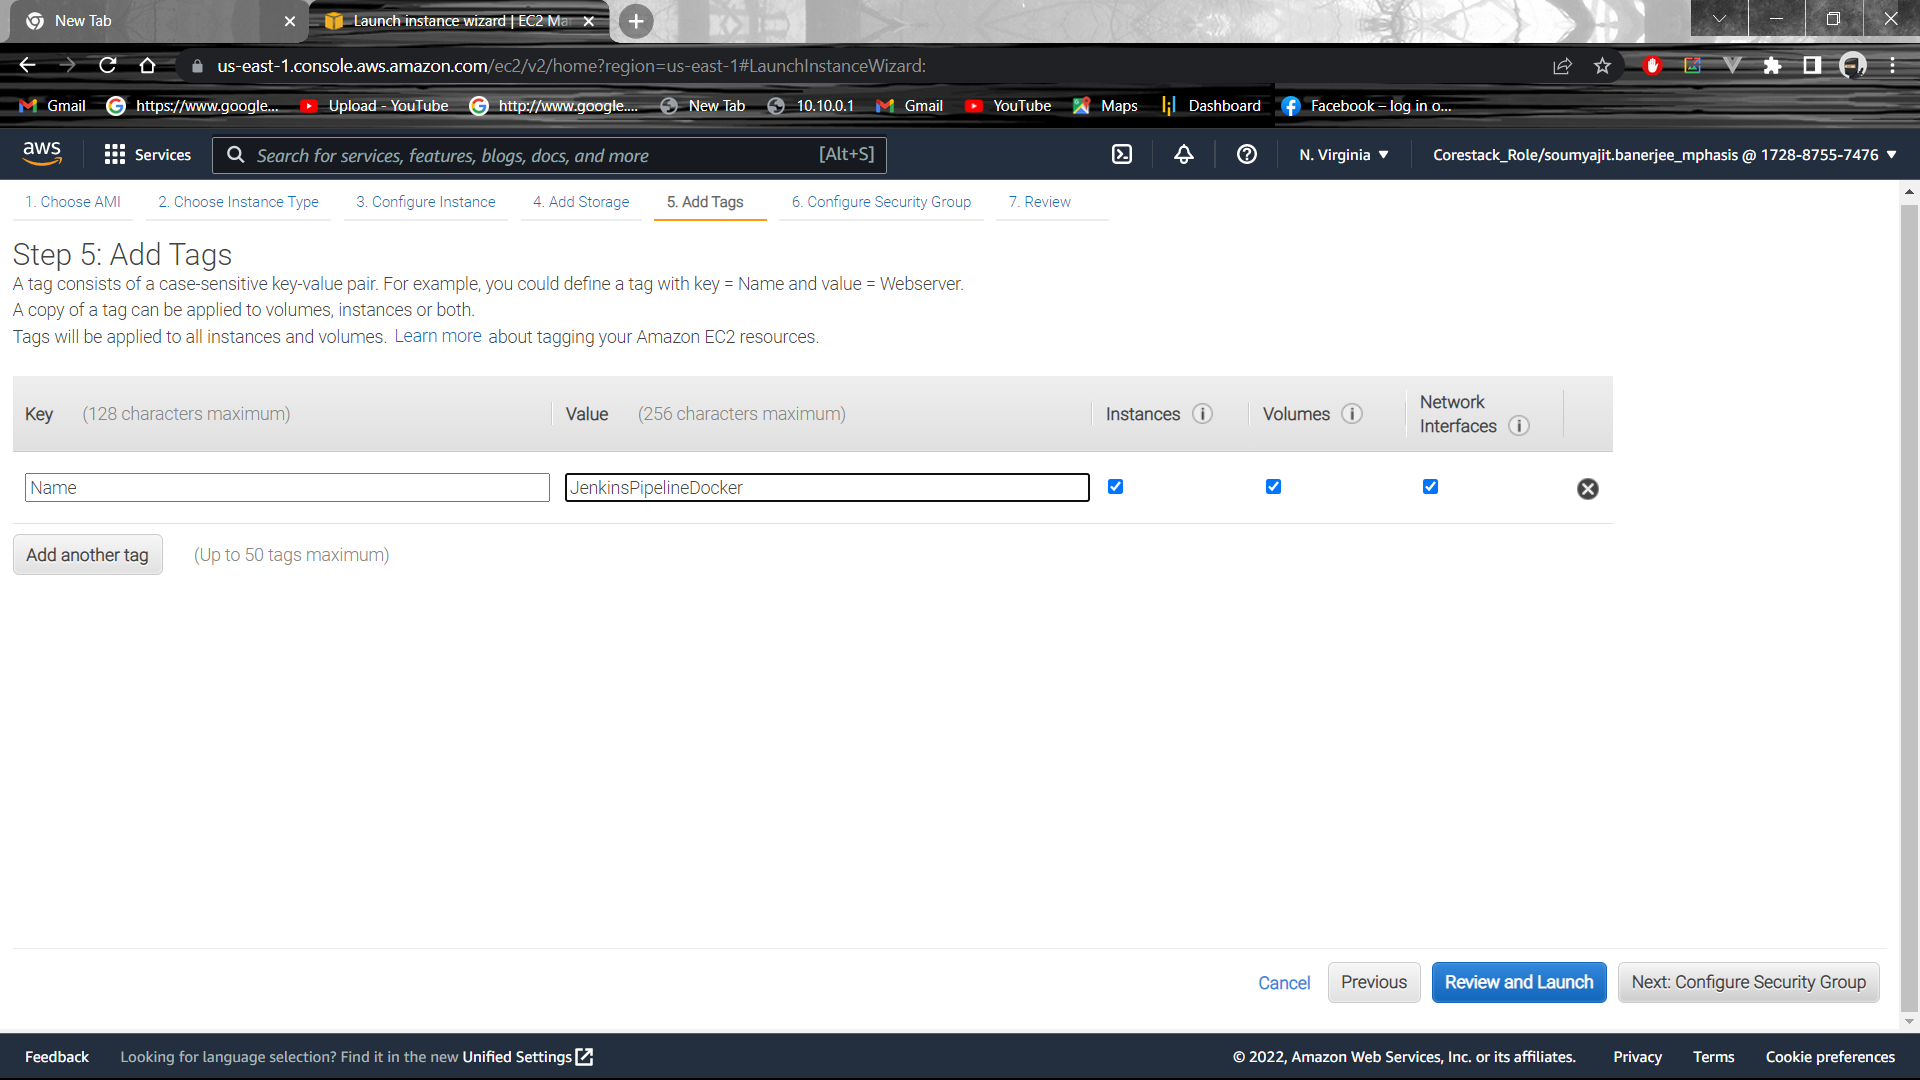 New Tab
Launch instance wizard | EC2 Ma
us-east-1.console.aws.amazon.com/ec2/v2/home?region=us-east-1#LaunchInstanceWizard:
Gmail https://www.google... Upload - YouTube http://www.google.... New Tab 10.10.0.1 Gmail YouTube Maps Dashboard Facebook – log in o...
aws Services Search for services, features, blogs, docs, and more [Alt+S] N. Virginia ▼ Corestack_Role/soumyajit.banerjee_mphasis @ 1728-8755-7476 ▼
1. Choose AMI 2. Choose Instance Type 3. Configure Instance 4. Add Storage 5. Add Tags 6. Configure Security Group 7. Review
Step 5: Add Tags
A tag consists of a case-sensitive key-value pair. For example, you could define a tag with key = Name and value = Webserver.
A copy of a tag can be applied to volumes, instances or both.
Tags will be applied to all instances and volumes. Learn more about tagging your Amazon EC2 resources.
Key (128 characters maximum) Value (256 characters maximum) Instances Volumes Network Interfaces
Name JenkinsPipelineDocker
Add another tag (Up to 50 tags maximum)
Cancel Previous Review and Launch Next: Configure Security Group
Feedback Looking for language selection? Find it in the new Unified Settings © 2022, Amazon Web Services, Inc. or its affiliates. Privacy Terms Cookie preferences